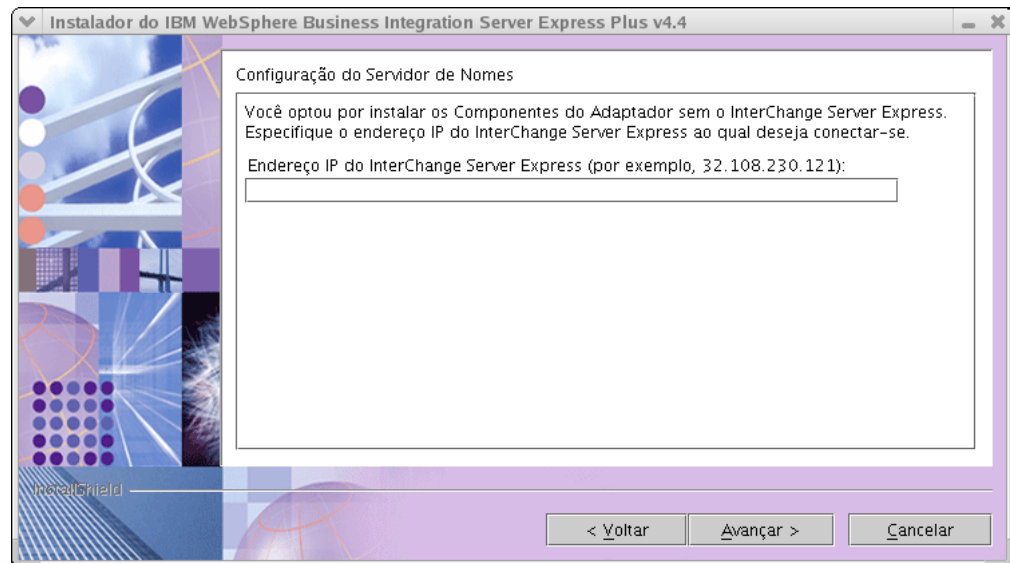 Instalador do IBM WebSphere Business Integration Server Express Plus v4.4
Configuração do Servidor de Nomes
Você optou por instalar os Componentes do Adaptador sem o InterChange Server Express.
Especifique o endereço IP do InterChange Server Express ao qual deseja conectar-se.
Endereço IP do InterChange Server Express (por exemplo, 32.108.230.121):
InstallShield
< Voltar
Avançar >
Cancelar